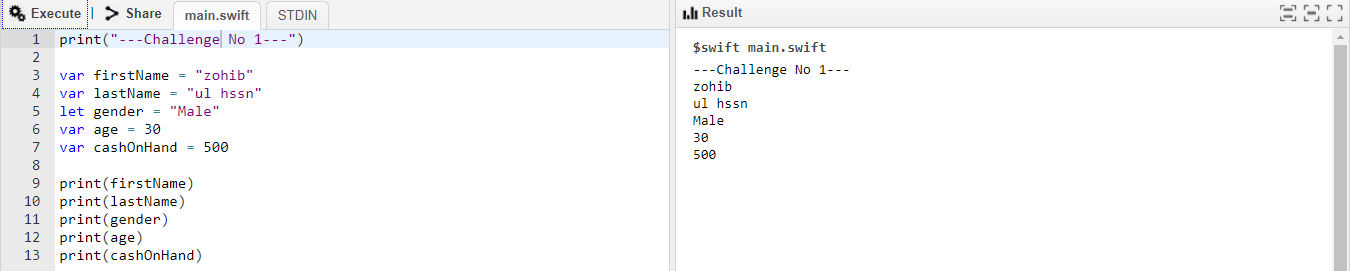 Execute | Share main.swift STDIN
1 print("---Challenge No 1---")
2
3 var firstName = "zohib"
4 var lastName = "ul hssn"
5 let gender = "Male"
6 var age = 30
7 var cashOnHand = 500
8
9 print(firstName)
10 print(lastName)
11 print(gender)
12 print(age)
13 print(cashOnHand)
Result
$swift main.swift
---Challenge No 1---
zohib
ul hssn
Male
30
500